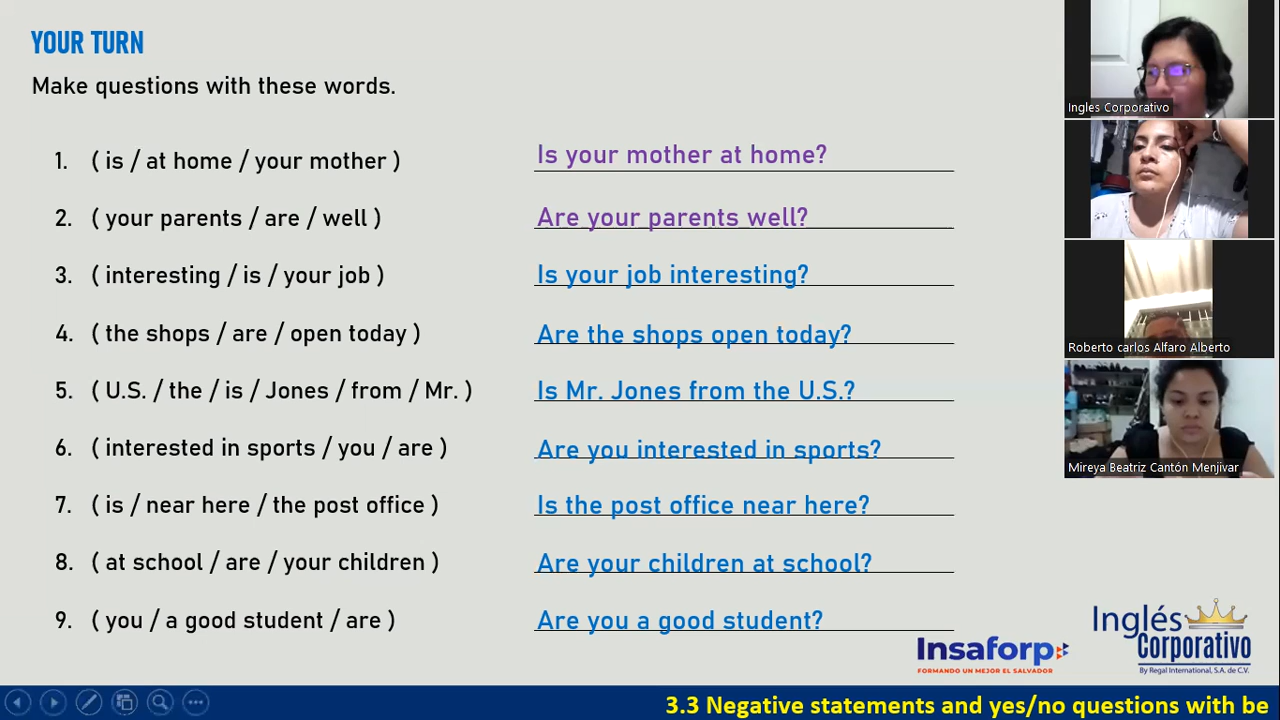 YOUR TURN
Make questions with these words.
1. ( is / at home / your mother ) Is your mother at home?
2. ( your parents / are / well ) Are your parents well?
3. ( interesting / is / your job ) Is your job interesting?
4. ( the shops / are / open today ) Are the shops open today?
5. ( U.S. / the / is / Jones / from / Mr. ) Is Mr. Jones from the U.S.?
6. ( interested in sports / you / are ) Are you interested in sports?
7. ( is / near here / the post office ) Is the post office near here?
8. ( at school / are / your children ) Are your children at school?
9. ( you / a good student / are ) Are you a good student?
Insaforp
FORMANDO UN MEJOR EL SALVADOR
Inglés
Corporativo
By Regal International, S.A. de C.V.
3.3 Negative statements and yes/no questions with be
Ingles Corporativo
Roberto carlos Alfaro Alberto
Mireya Beatriz Cantón Menjivar